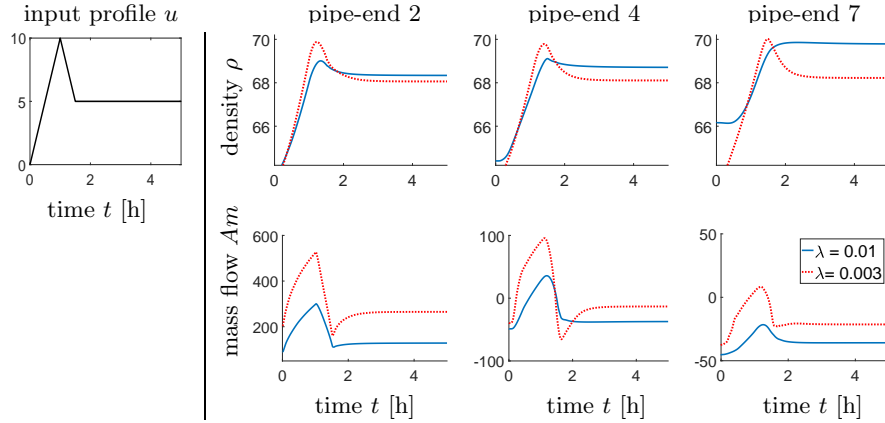 input profile u
10
5
0
0 2 4
time t [h]
pipe-end 2
pipe-end 4
pipe-end 7
density ρ
70
68
66
0 2 4
70
68
66
0 2 4
70
68
66
0 2 4
mass flow Am
600
400
200
0 2 4
time t [h]
100
0
-100
0 2 4
time t [h]
50
0
-50
0 2 4
time t [h]
λ = 0.01
λ= 0.003